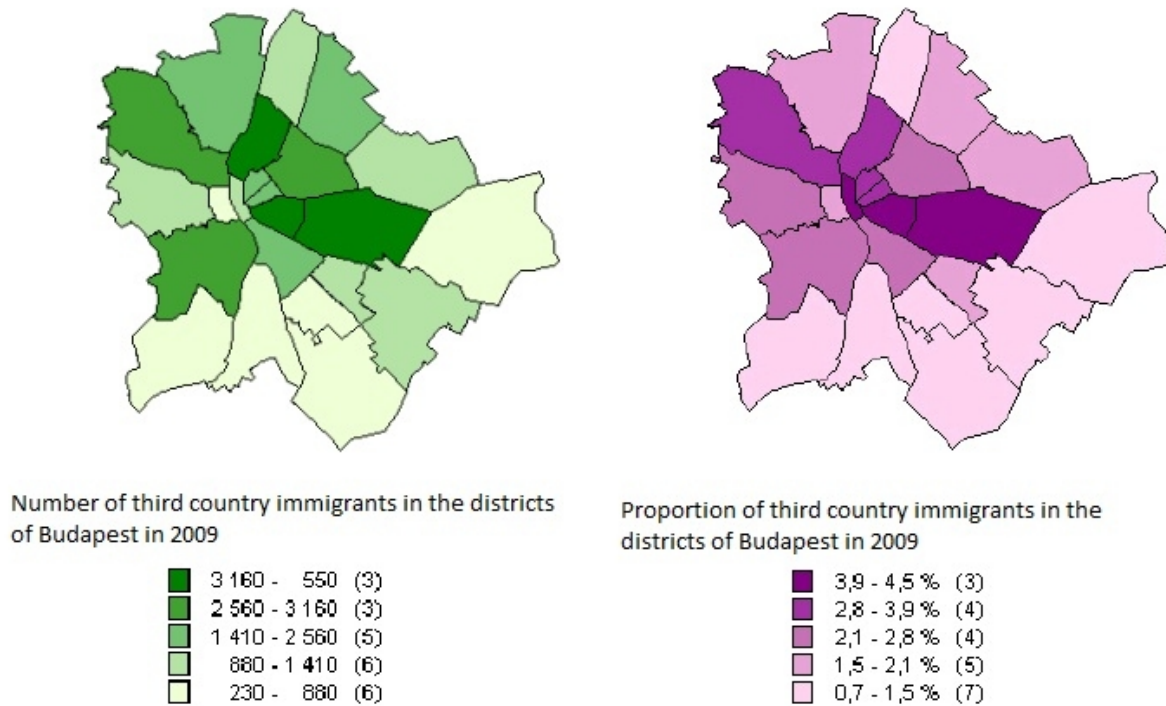 Number of third country immigrants in the districts
of Budapest in 2009
3 160 - 550 (3)
2 560 - 3 160 (3)
1 410 - 2 560 (5)
880 - 1 410 (6)
230 - 880 (6)
Proportion of third country immigrants in the
districts of Budapest in 2009
3,9 - 4,5 % (3)
2,8 - 3,9 % (4)
2,1 - 2,8 % (4)
1,5 - 2,1 % (5)
0,7 - 1,5 % (7)